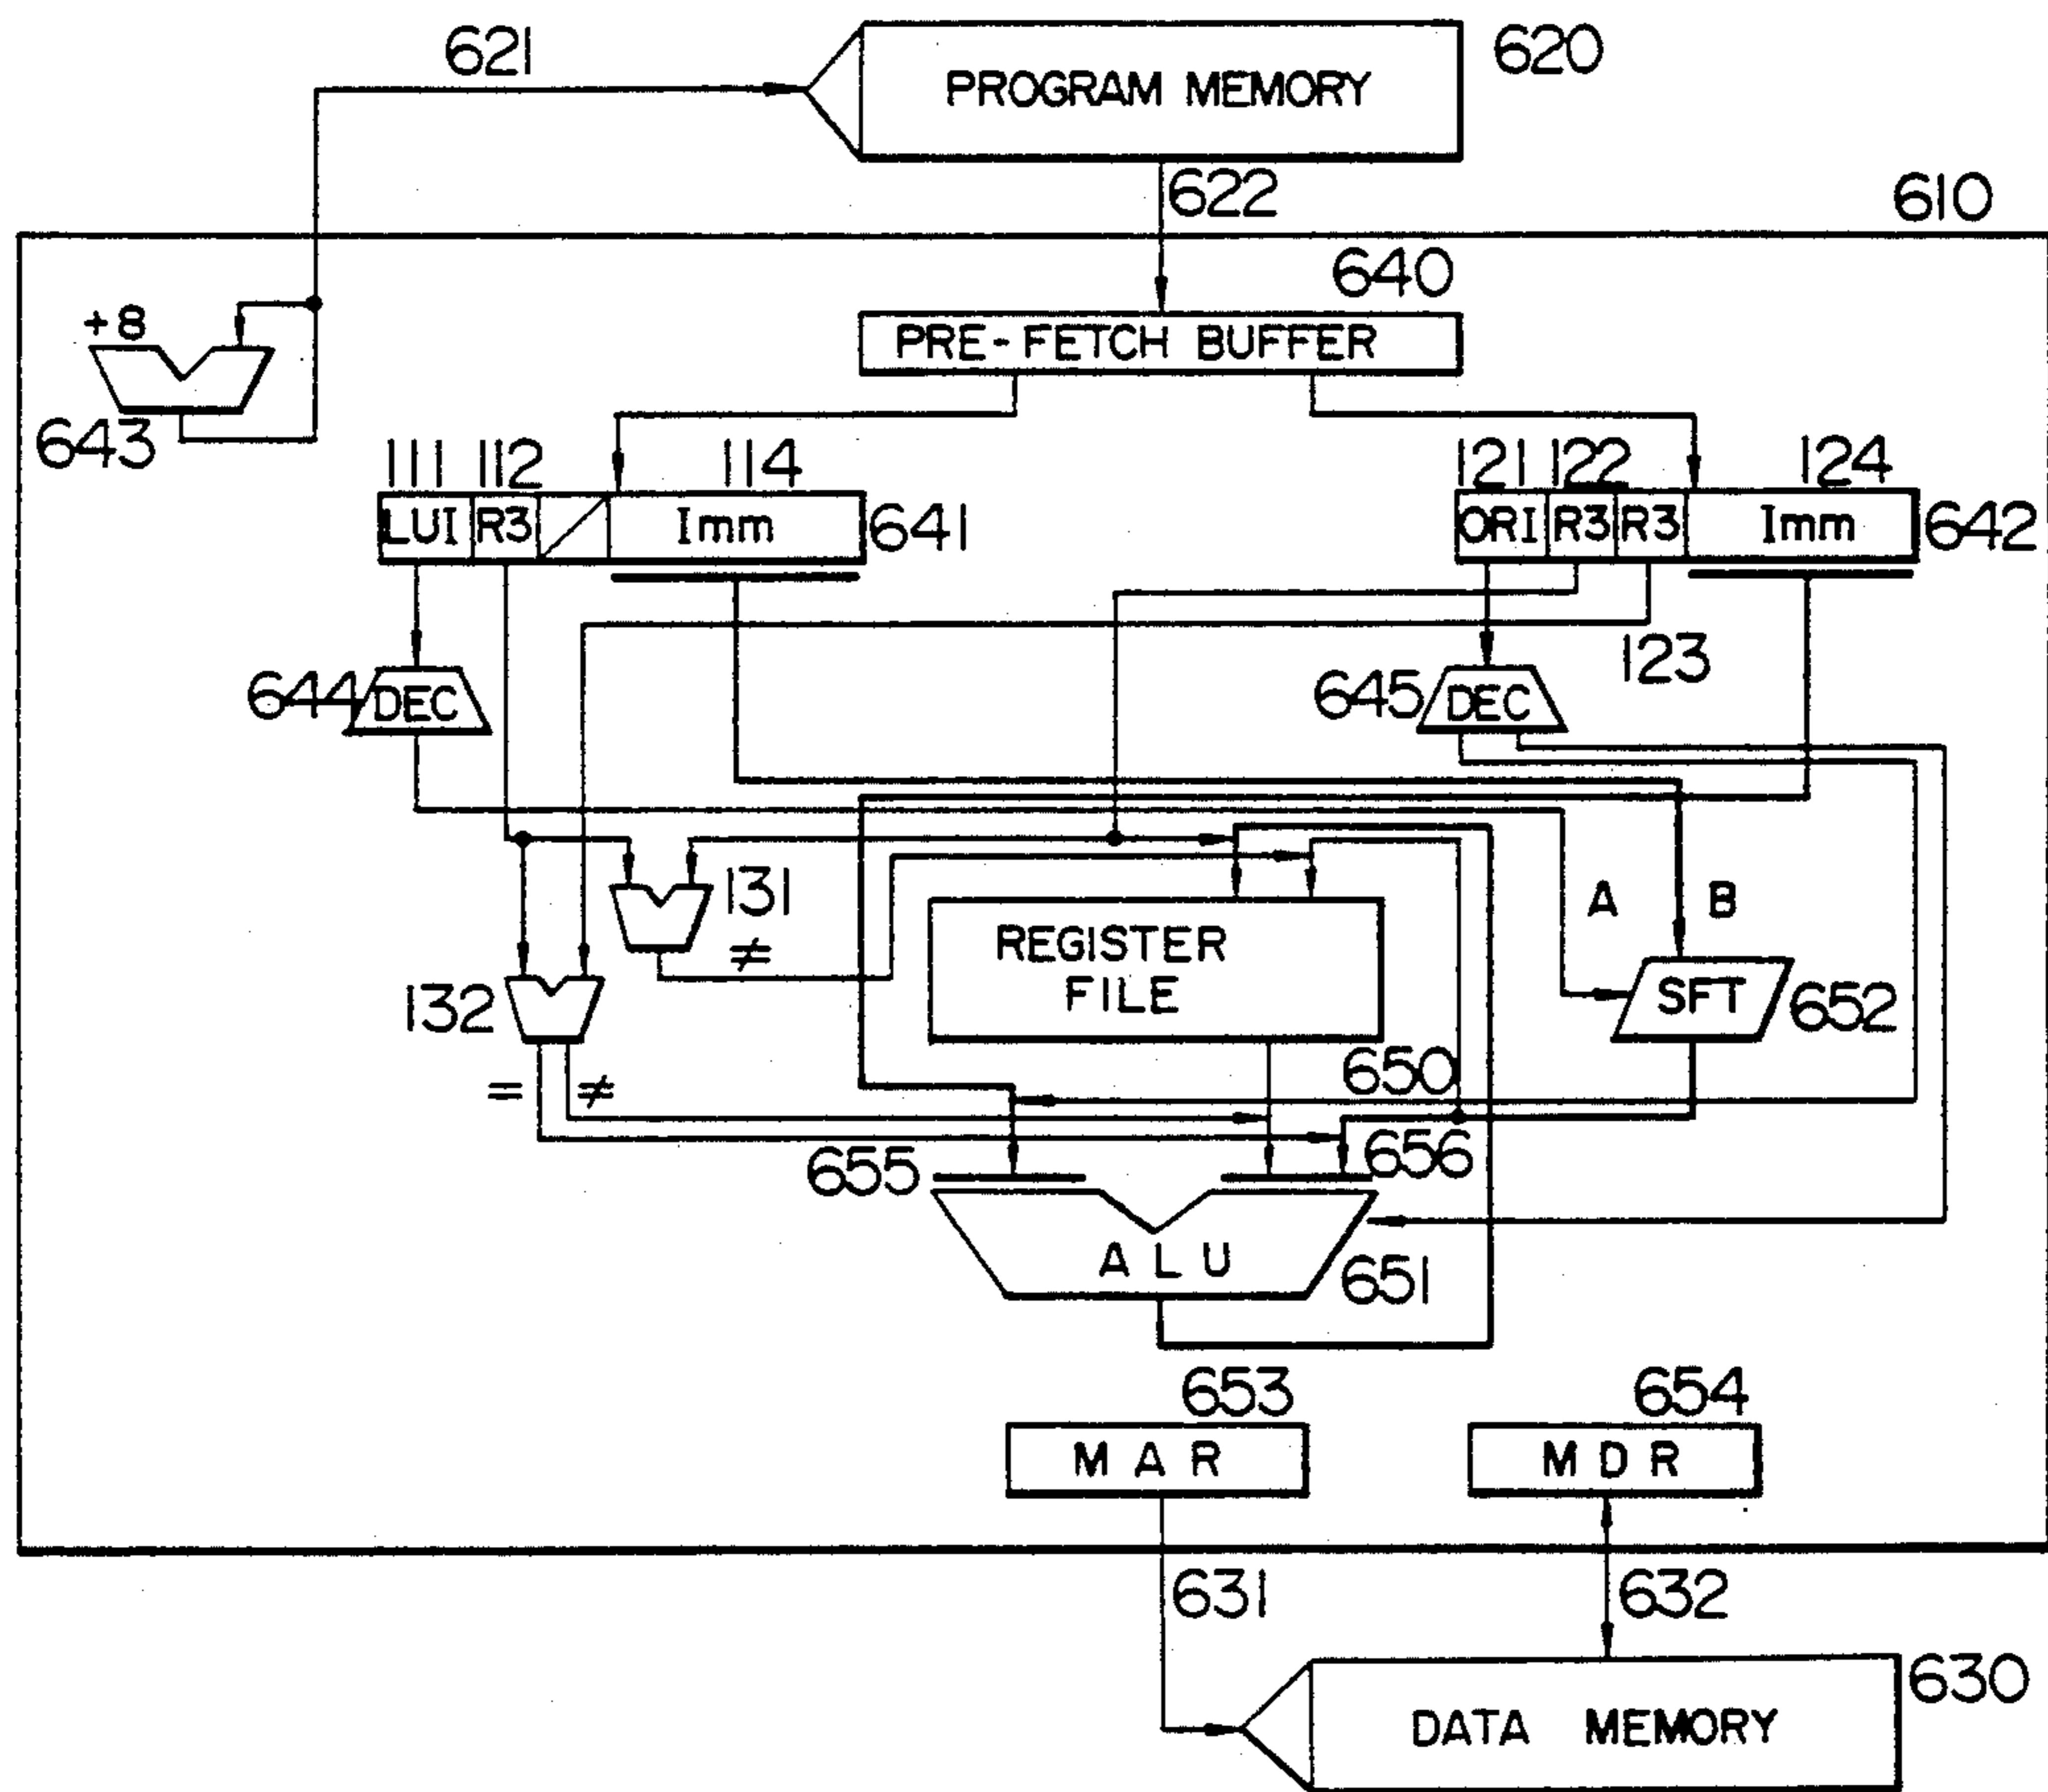 621
PROGRAM MEMORY
620
622
610
640
+8
PRE-FETCH BUFFER
643
111 112 114
121 122 124
LUI R3 Imm
641
ORI R3 R3 Imm
642
123
644 DEC
645 DEC
131
≠
A B
REGISTER
FILE
132
SFT
652
= ≠
650
655
656
ALU
651
653
654
MAR
MDR
631
632
630
DATA MEMORY